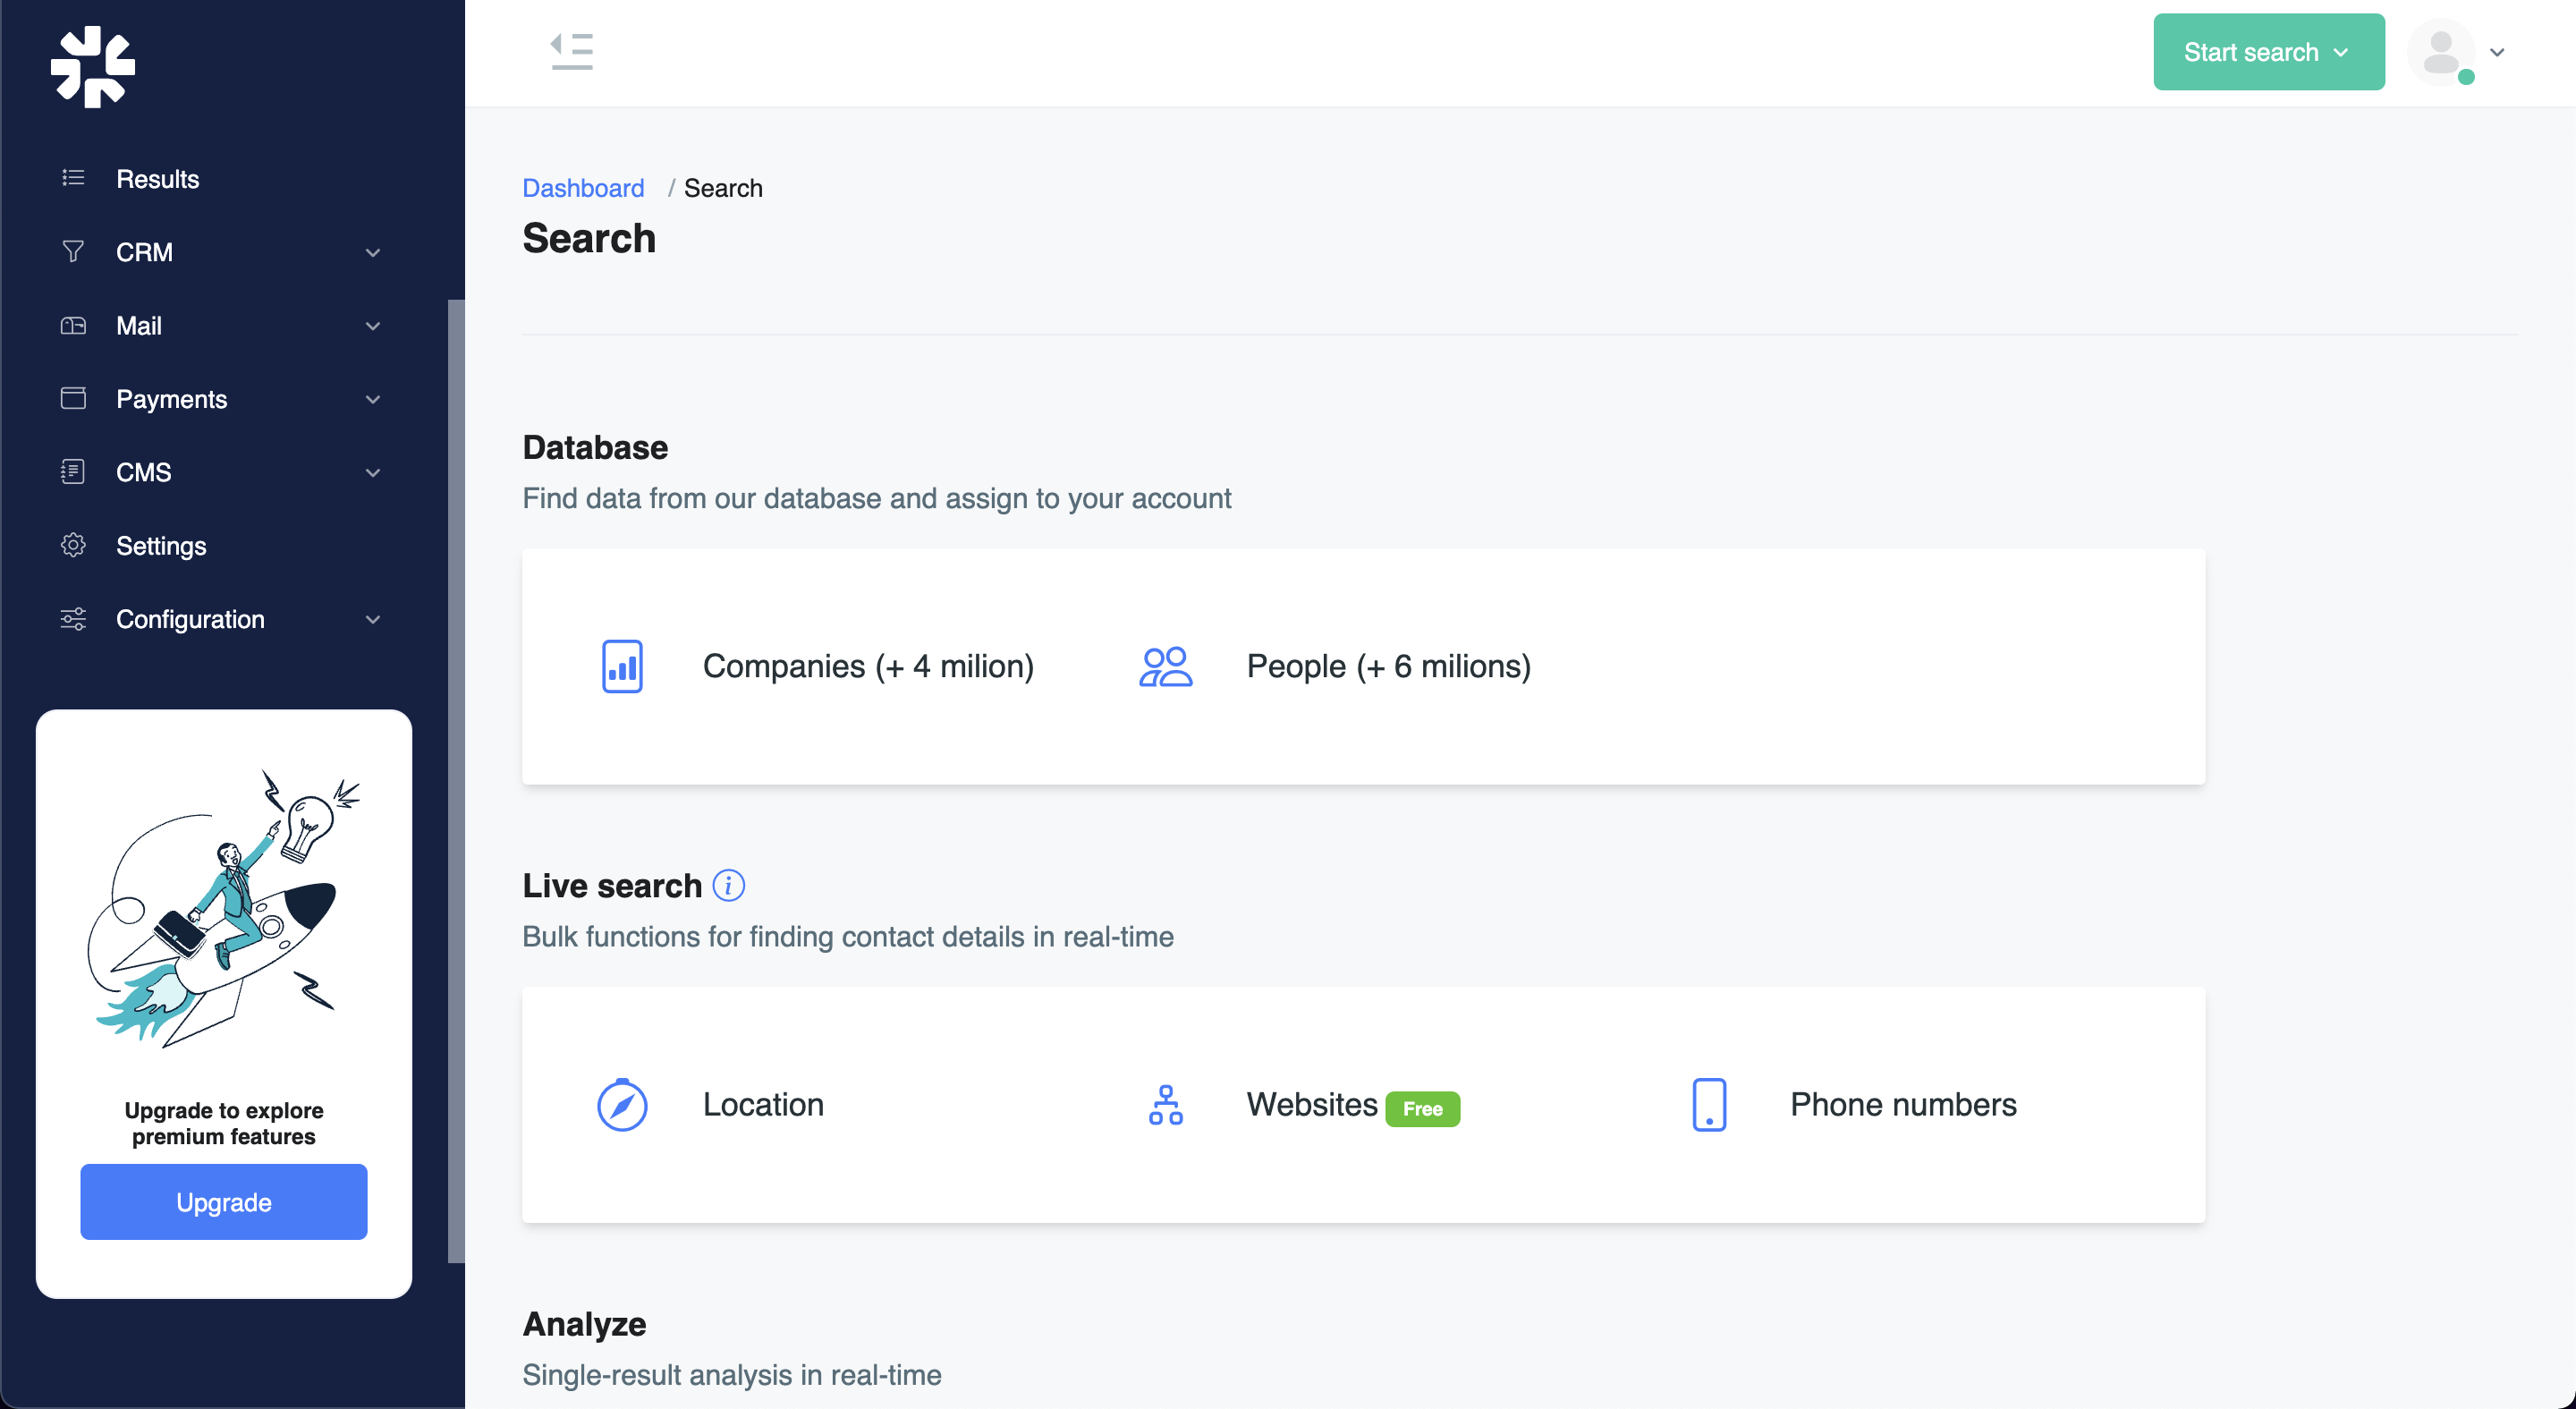 Results
CRM
Mail
Payments
CMS
Settings
Configuration
Upgrade to explore
premium features
Upgrade
Start search
Dashboard / Search
Search
Database
Find data from our database and assign to your account
Companies (+ 4 milion)
People (+ 6 milions)
Live search i
Bulk functions for finding contact details in real-time
Location
Websites Free
Phone numbers
Analyze
Single-result analysis in real-time